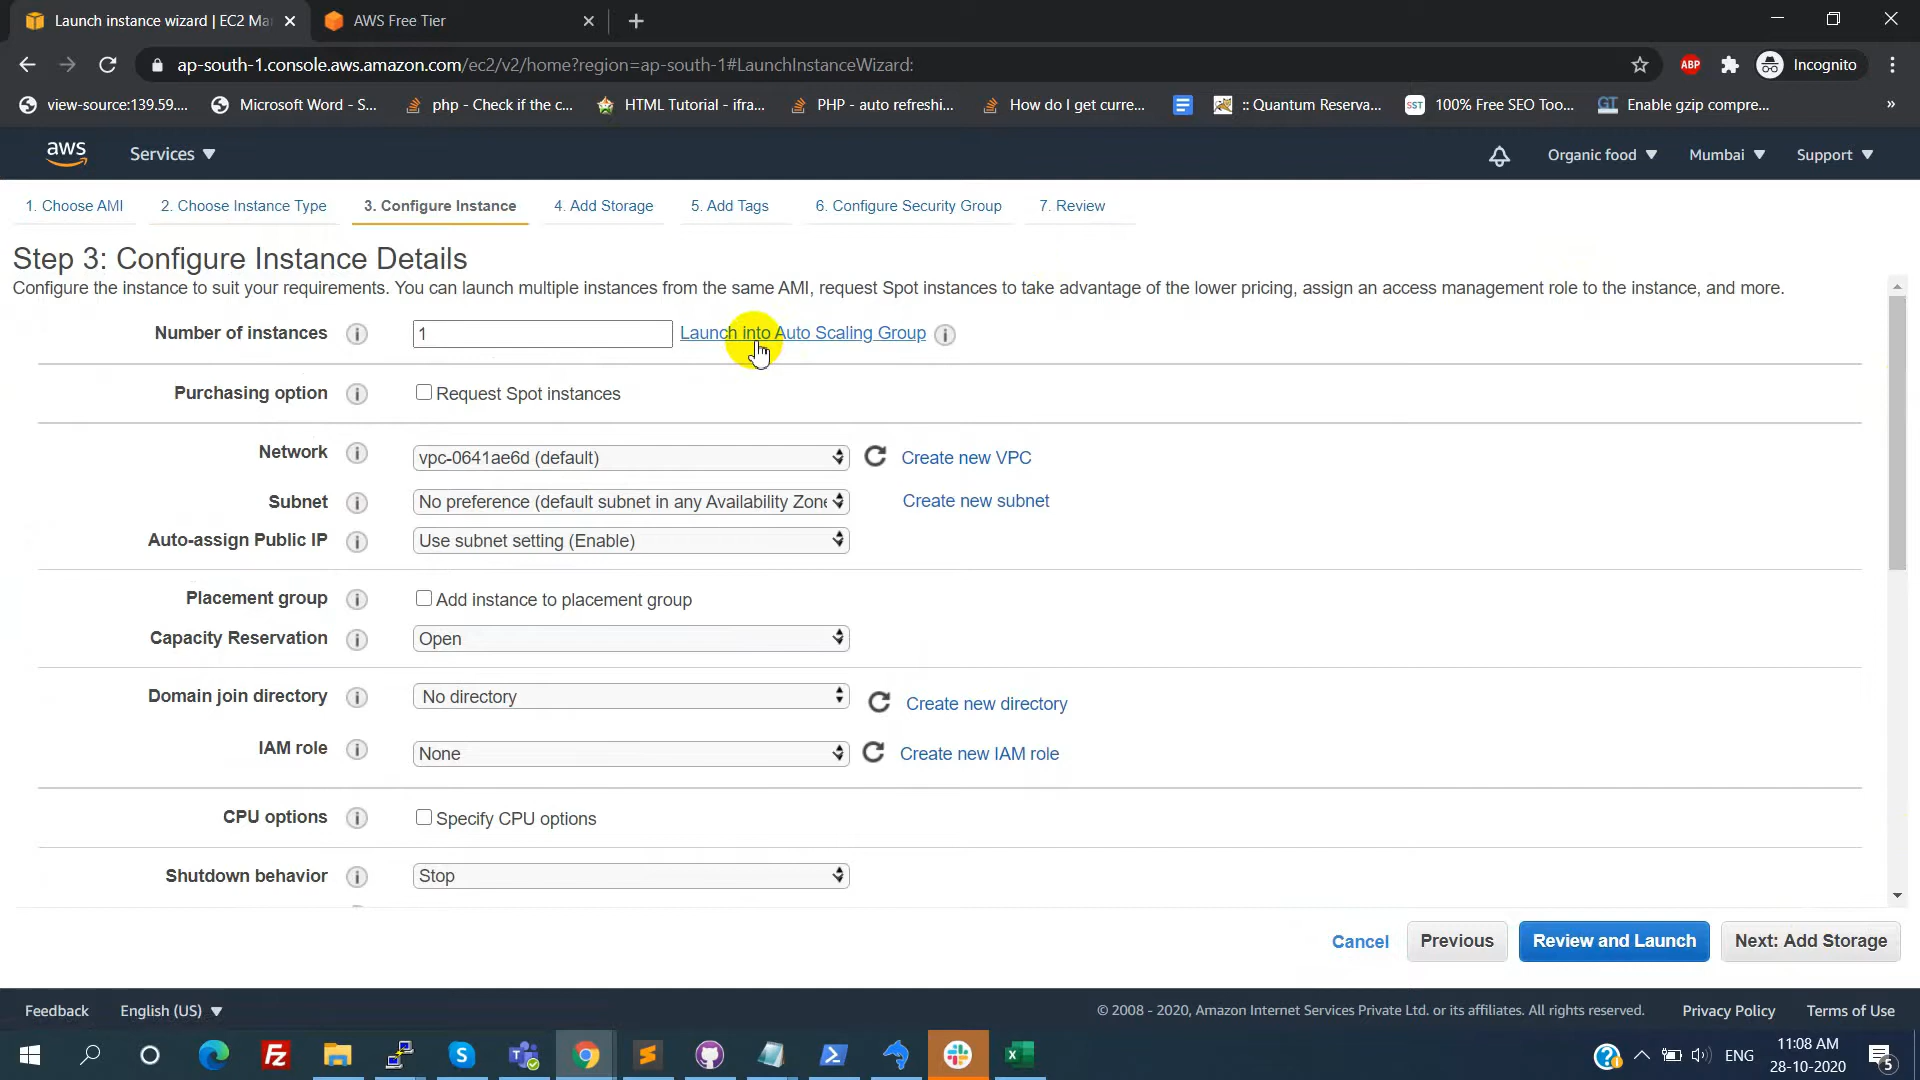 Launch instance wizard | EC2 Ma
AWS Free Tier
ap-south-1.console.aws.amazon.com/ec2/v2/home?region=ap-south-1#LaunchInstanceWizard:
ABP
Incognito
view-source:139.59....
Microsoft Word - S...
php - Check if the c...
HTML Tutorial - ifra...
PHP - auto refreshi...
How do I get curre...
:: Quantum Reserva...
SST
100% Free SEO Too...
GT
Enable gzip compre...
»
aws
Services
Organic food
Mumbai
Support
1. Choose AMI
2. Choose Instance Type
3. Configure Instance
4. Add Storage
5. Add Tags
6. Configure Security Group
7. Review
Step 3: Configure Instance Details
Configure the instance to suit your requirements. You can launch multiple instances from the same AMI, request Spot instances to take advantage of the lower pricing, assign an access management role to the instance, and more.
Number of instances
1
Launch into Auto Scaling Group
Purchasing option
Request Spot instances
Network
vpc-0641ae6d (default)
Create new VPC
Subnet
No preference (default subnet in any Availability Zone
Create new subnet
Auto-assign Public IP
Use subnet setting (Enable)
Placement group
Add instance to placement group
Capacity Reservation
Open
Domain join directory
No directory
Create new directory
IAM role
None
Create new IAM role
CPU options
Specify CPU options
Shutdown behavior
Stop
Cancel
Previous
Review and Launch
Next: Add Storage
Feedback
English (US)
© 2008 - 2020, Amazon Internet Services Private Ltd. or its affiliates. All rights reserved.
Privacy Policy
Terms of Use
ENG
11:08 AM
28-10-2020
5